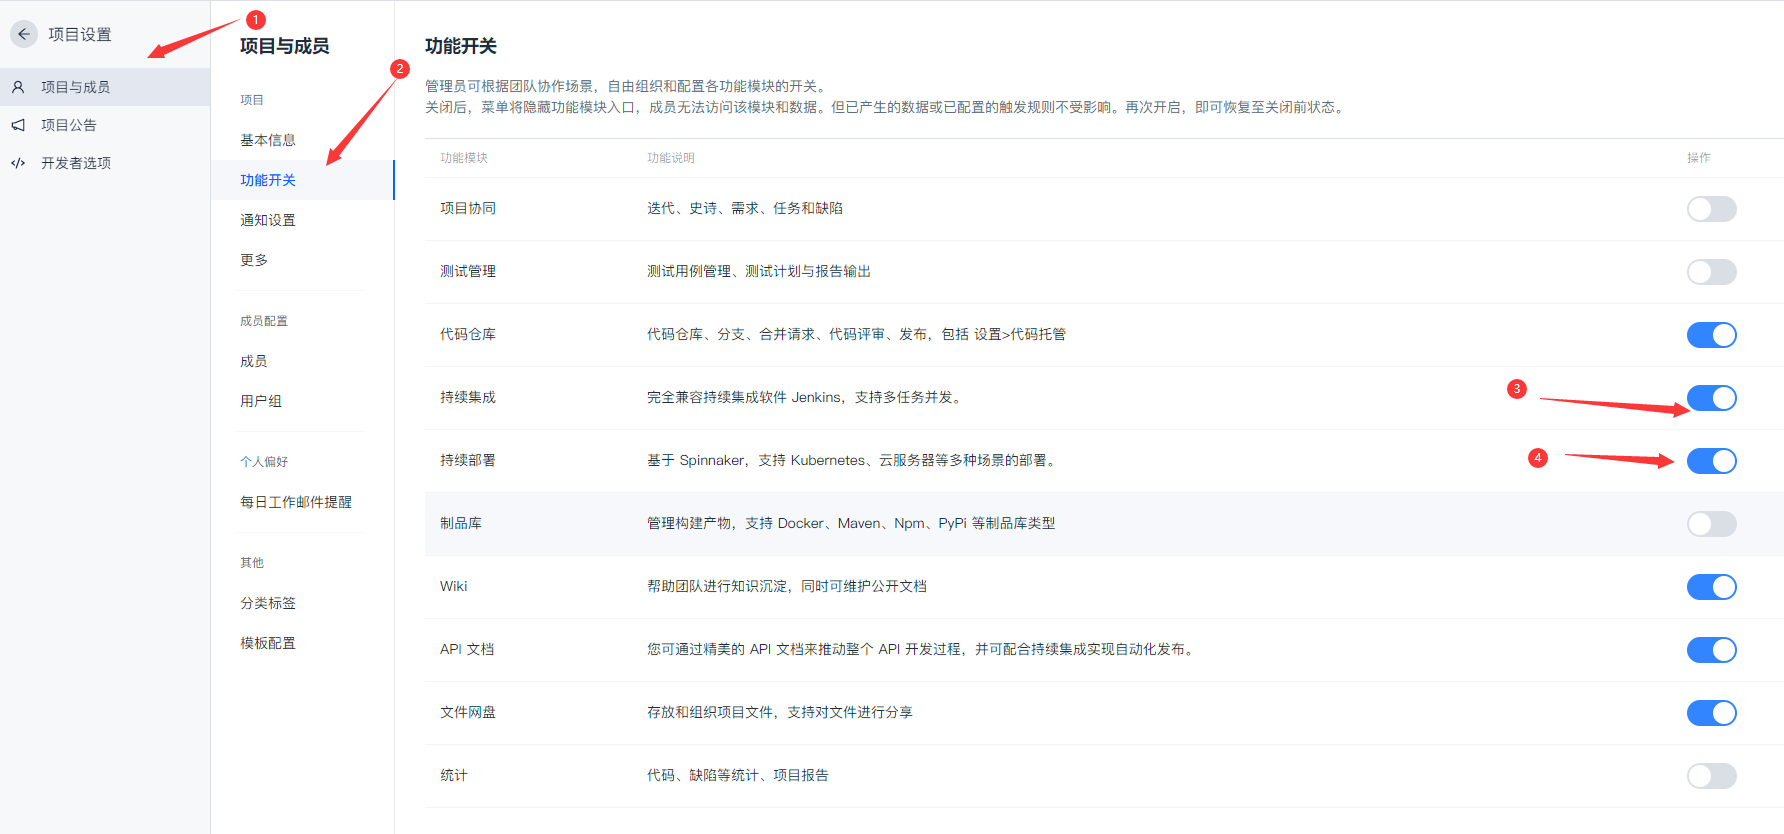 项目设置
项目与成员
项目公告
开发者选项
1
2
3
4
项目与成员
项目
基本信息
功能开关
通知设置
更多
成员配置
成员
用户组
个人偏好
每日工作邮件提醒
其他
分类标签
模板配置
功能开关
管理员可根据团队协作场景，自由组织和配置各功能模块的开关。
关闭后，菜单将隐藏功能模块入口，成员无法访问该模块和数据。但已产生的数据或已配置的触发规则不受影响。再次开启，即可恢复至关闭前状态。
功能模块 功能说明 操作
项目协同 迭代、史诗、需求、任务和缺陷
测试管理 测试用例管理、测试计划与报告输出
代码仓库 代码仓库、分支、合并请求、代码评审、发布，包括 设置>代码托管
持续集成 完全兼容持续集成软件 Jenkins，支持多任务并发。
持续部署 基于 Spinnaker，支持 Kubernetes、云服务器等多种场景的部署。
制品库 管理构建产物，支持 Docker、Maven、Npm、PyPi 等制品库类型
Wiki 帮助团队进行知识沉淀，同时可维护公开文档
API 文档 您可通过精美的 API 文档来推动整个 API 开发过程，并可配合持续集成实现自动化发布。
文件网盘 存放和组织项目文件，支持对文件进行分享
统计 代码、缺陷等统计、项目报告